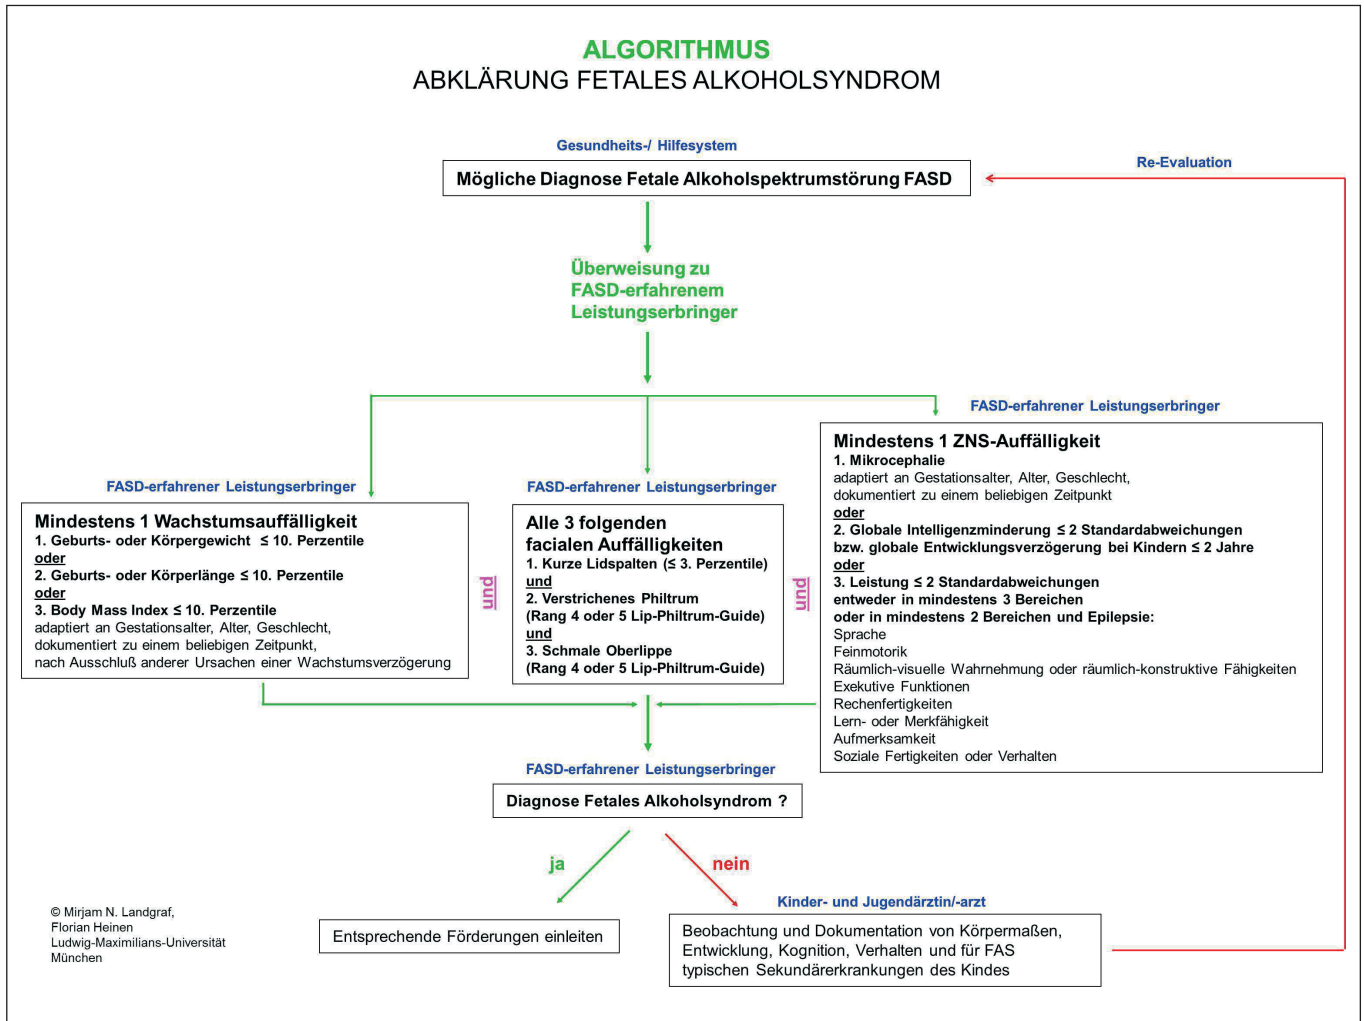 ALGORITHMUS
ABKLÄRUNG FETALES ALKOHOLSYNDROM
Gesundheits-/ Hilfesystem
Mögliche Diagnose Fetale Alkoholspektrumstörung FASD
Re-Evaluation
Überweisung zu
FASD-erfahrenem
Leistungserbringer
FASD-erfahrener Leistungserbringer
Mindestens 1 Wachstumsauffälligkeit
1. Geburts- oder Körpergewicht ≤ 10. Perzentile
oder
2. Geburts- oder Körperlänge ≤ 10. Perzentile
oder
3. Body Mass Index ≤ 10. Perzentile
adaptiert an Gestationsalter, Alter, Geschlecht,
dokumentiert zu einem beliebigen Zeitpunkt,
nach Ausschluß anderer Ursachen einer Wachstumsverzögerung
und
FASD-erfahrener Leistungserbringer
Alle 3 folgenden
facialen Auffälligkeiten
1. Kurze Lidspalten (≤ 3. Perzentile)
und
2. Verstrichenes Philtrum
(Rang 4 oder 5 Lip-Philtrum-Guide)
und
3. Schmale Oberlippe
(Rang 4 oder 5 Lip-Philtrum-Guide)
und
FASD-erfahrener Leistungserbringer
Mindestens 1 ZNS-Auffälligkeit
1. Mikrocephalie
adaptiert an Gestationsalter, Alter, Geschlecht,
dokumentiert zu einem beliebigen Zeitpunkt
oder
2. Globale Intelligenzminderung ≤ 2 Standardabweichungen
bzw. globale Entwicklungsverzögerung bei Kindern ≤ 2 Jahre
oder
3. Leistung ≤ 2 Standardabweichungen
entweder in mindestens 3 Bereichen
oder in mindestens 2 Bereichen und Epilepsie:
Sprache
Feinmotorik
Räumlich-visuelle Wahrnehmung oder räumlich-konstruktive Fähigkeiten
Exekutive Funktionen
Rechenfertigkeiten
Lern- oder Merkfähigkeit
Aufmerksamkeit
Soziale Fertigkeiten oder Verhalten
FASD-erfahrener Leistungserbringer
Diagnose Fetales Alkoholsyndrom ?
ja
nein
Entsprechende Förderungen einleiten
Kinder- und Jugendärztin/-arzt
Beobachtung und Dokumentation von Körpermaßen,
Entwicklung, Kognition, Verhalten und für FAS
typischen Sekundärerkrankungen des Kindes
© Mirjam N. Landgraf,
Florian Heinen
Ludwig-Maximilians-Universität
München